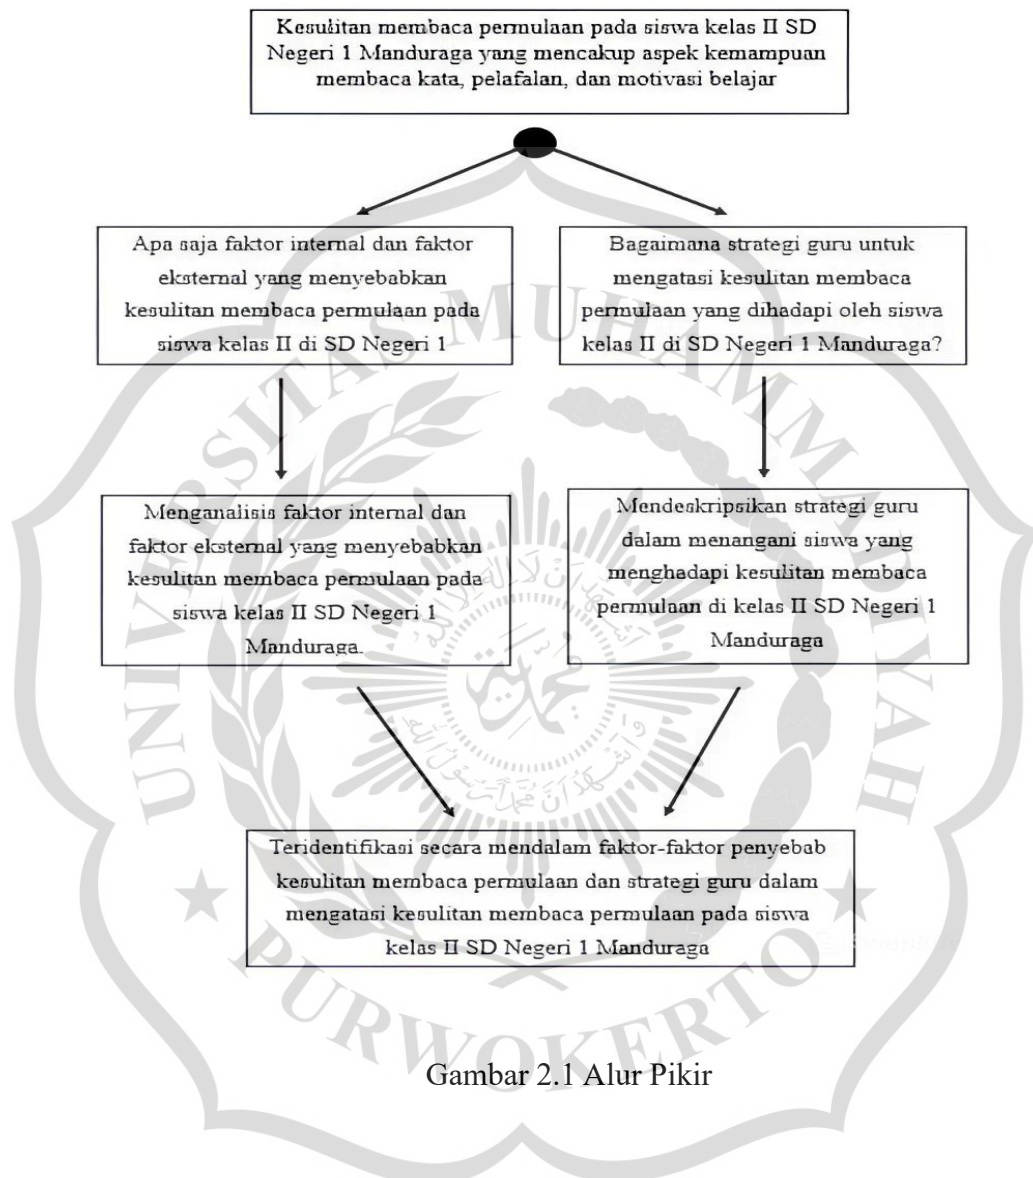 Kesulitan membaca permulaan pada siswa kelas II SD
Negeri 1 Manduraga yang mencakup aspek kemampuan
membaca kata, pelafalan, dan motivasi belajar
Apa saja faktor internal dan faktor
eksternal yang menyebabkan
kesulitan membaca permulaan pada
siswa kelas II di SD Negeri 1
Bagaimana strategi guru untuk
mengatasi kesulitan membaca
permulaan yang dihadapi oleh siswa
kelas II di SD Negeri 1 Manduraga?
Menganalisis faktor internal dan
faktor eksternal yang menyebabkan
kesulitan membaca permulaan pada
siswa kelas II SD Negeri 1
Manduraga.
Mendeskripsikan strategi guru
dalam menangani siswa yang
menghadapi kesulitan membaca
permulaan di kelas II SD Negeri 1
Manduraga
Teridentifikasi secara mendalam faktor-faktor penyebab
kesulitan membaca permulaan dan strategi guru dalam
mengatasi kesulitan membaca permulaan pada siswa
kelas II SD Negeri 1 Manduraga
Gambar 2.1 Alur Pikir
UNIVERSITAS MUHAMMADIYAH
PURWOKERTO